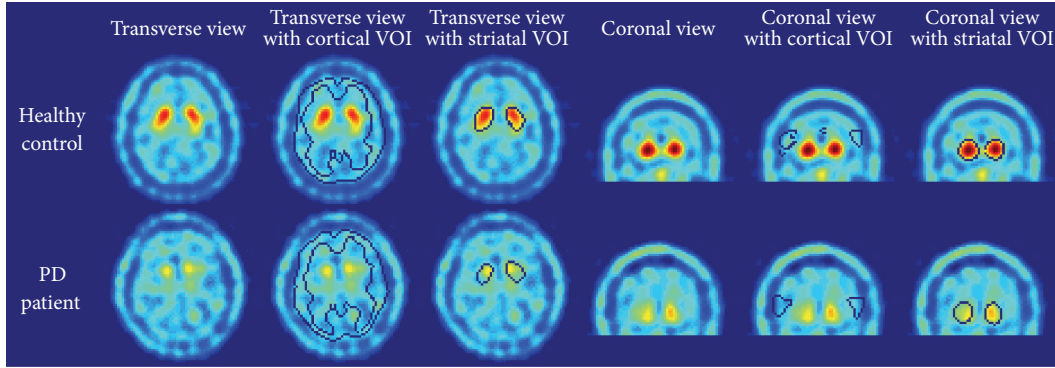 Transverse view
Transverse view
with cortical VOI
Transverse view
with striatal VOI
Coronal view
Coronal view
with cortical VOI
Coronal view
with striatal VOI
Healthy
control
PD
patient